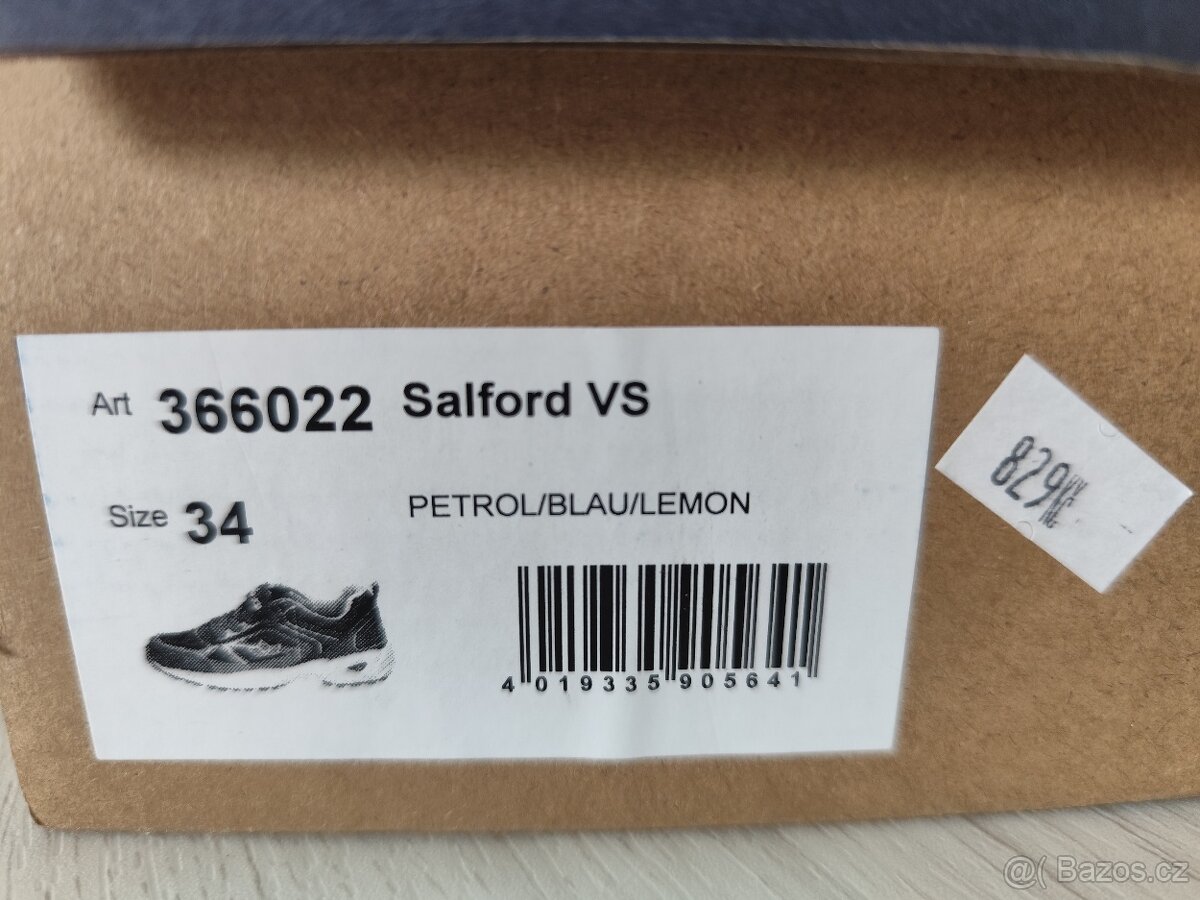 Art 366022 Salford VS
829Kč
Size 34
PETROL/BLAU/LEMON
4 019335 905641
@( Bazos.cz